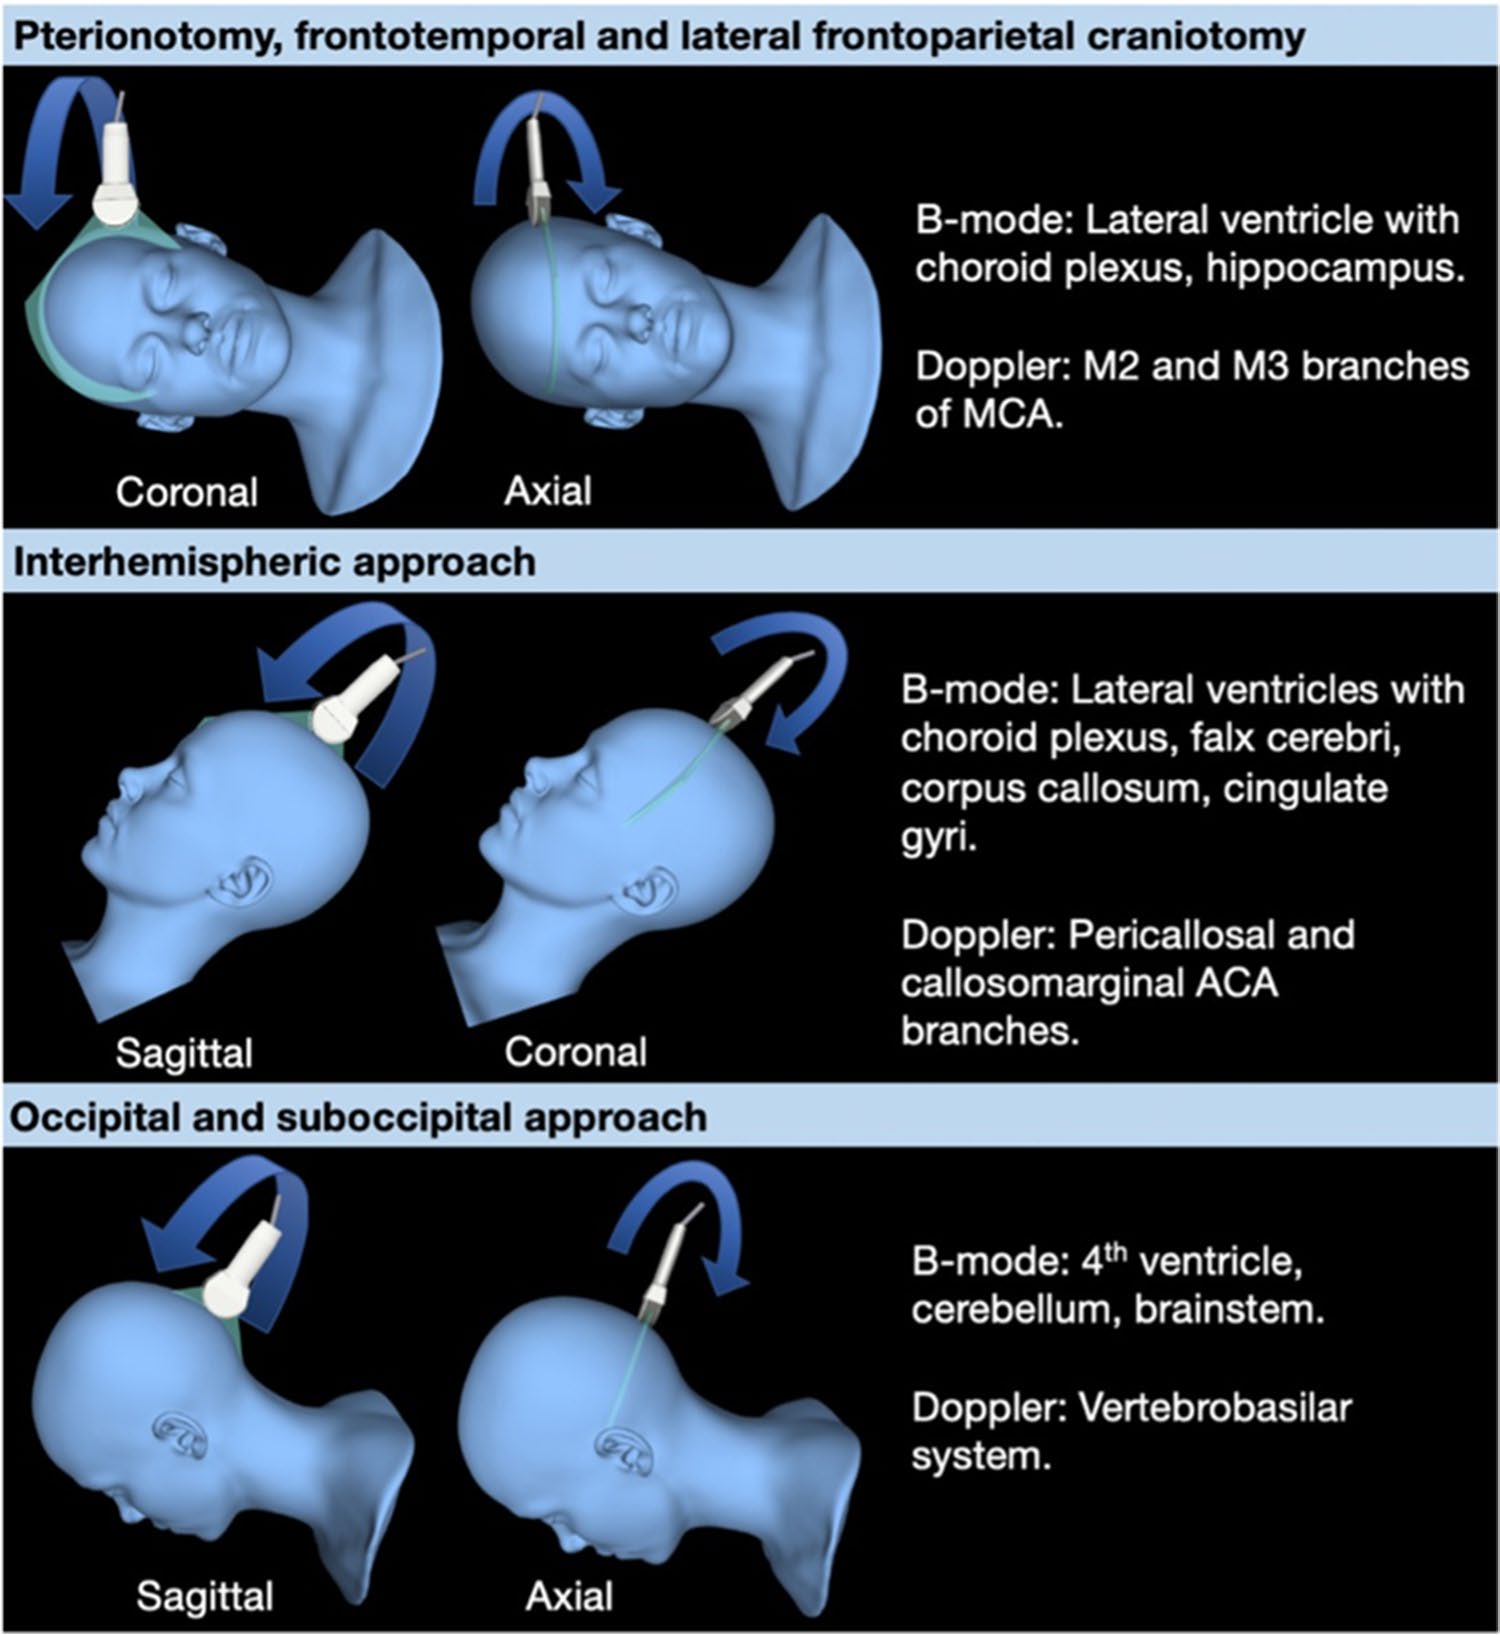 Pterionotomy, frontotemporal and lateral frontoparietal craniotomy
Coronal
Axial
B-mode: Lateral ventricle with
choroid plexus, hippocampus.
Doppler: M2 and M3 branches
of MCA.
Interhemispheric approach
Sagittal
Coronal
B-mode: Lateral ventricles with
choroid plexus, falx cerebri,
corpus callosum, cingulate
gyri.
Doppler: Pericallosal and
callosomarginal ACA
branches.
Occipital and suboccipital approach
Sagittal
Axial
B-mode: 4th ventricle,
cerebellum, brainstem.
Doppler: Vertebrobasilar
system.